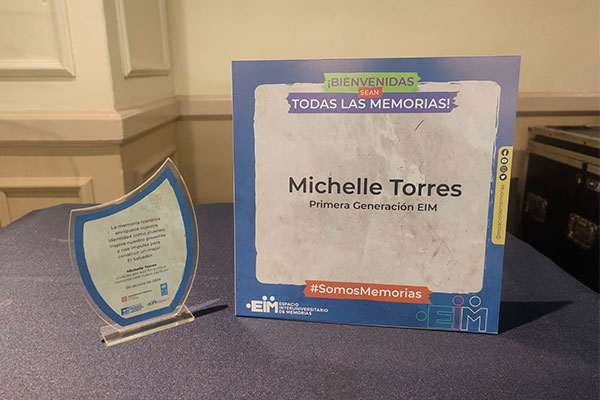 La memoria histórica
enriquece nuestra
identidad como jóvenes,
inspira nuestro presente
y nos impulsa para
construir un mejor
El Salvador.
Michelle Torres
¡BIENVENIDAS
SEAN
TODAS LAS MEMORIAS!
Michelle Torres
Primera Generación EIM
#SomosMemorias
EIM ESPACIO
INTERUNIVERSITARIO
DE MEMORIAS
EIM